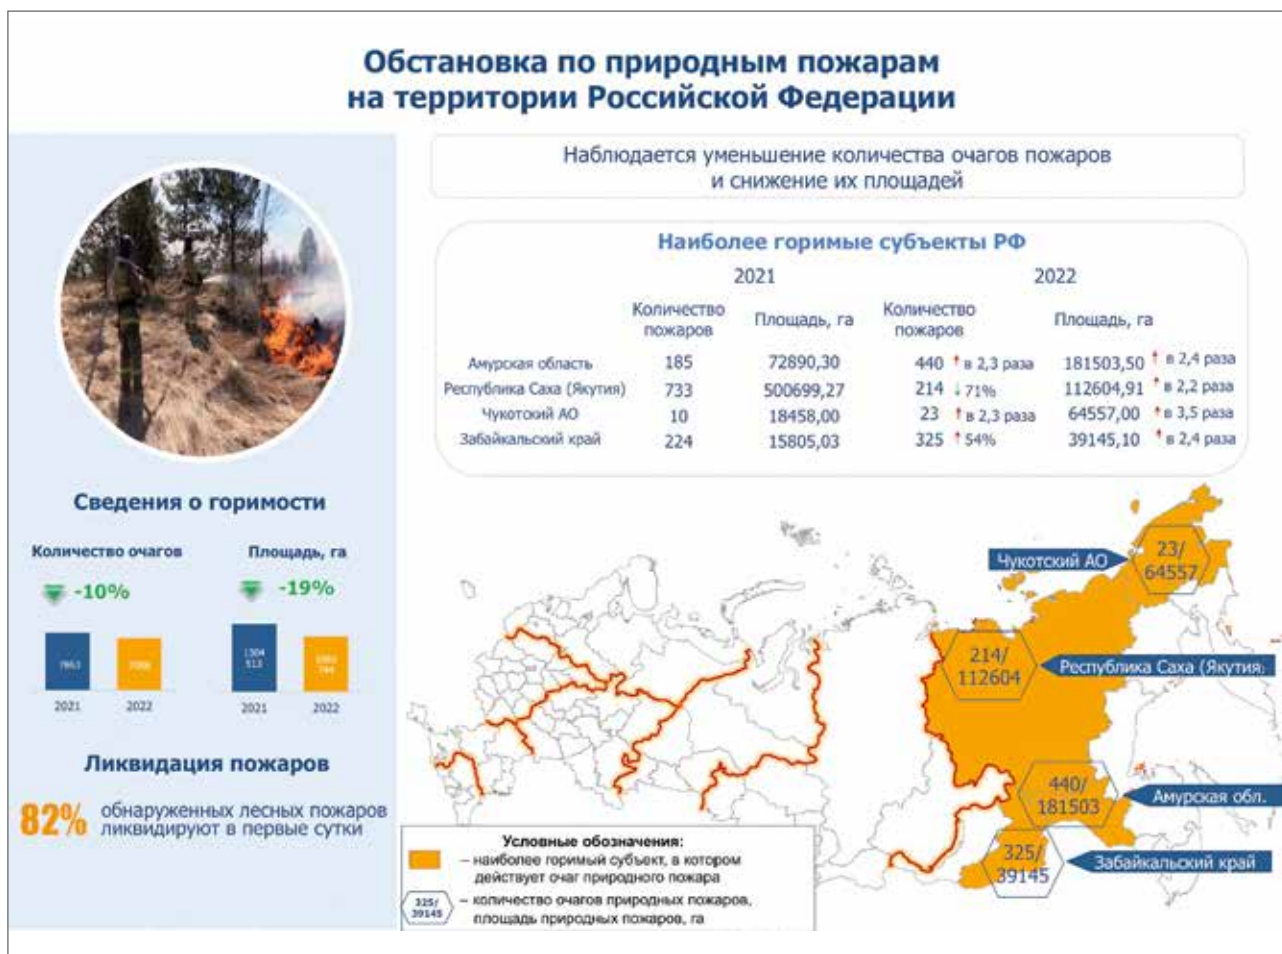 Обстановка по природным пожарам
на территории Российской Федерации
Наблюдается уменьшение количества очагов пожаров
и снижение их площадей
Наиболее горимые субъекты РФ
2021 2022
Количество пожаров Площадь, га Количество пожаров Площадь, га
Амурская область 185 72890,30 440 ↑ в 2,3 раза 181503,50 ↑ в 2,4 раза
Республика Саха (Якутия) 733 500699,27 214 ↓ 71% 112604,91 ↑ в 2,2 раза
Чукотский АО 10 18458,00 23 ↑ в 2,3 раза 64557,00 ↑ в 3,5 раза
Забайкальский край 224 15805,03 325 ↑ 54% 39145,10 ↑ в 2,4 раза
Сведения о горимости
Количество очагов Площадь, га
-10% -19%
1304
513
2021 2022 2021 2022
Ликвидация пожаров
82% обнаруженных лесных пожаров
ликвидируют в первые сутки
Чукотский АО
23/
64557
214/
112604
Республика Саха (Якутия)
440/
181503
Амурская обл.
325/
39145
Забайкальский край
Условные обозначения:
– наиболее горимый субъект, в котором
действует очаг природного пожара
325/
39145
– количество очагов природных пожаров,
площадь природных пожаров, га